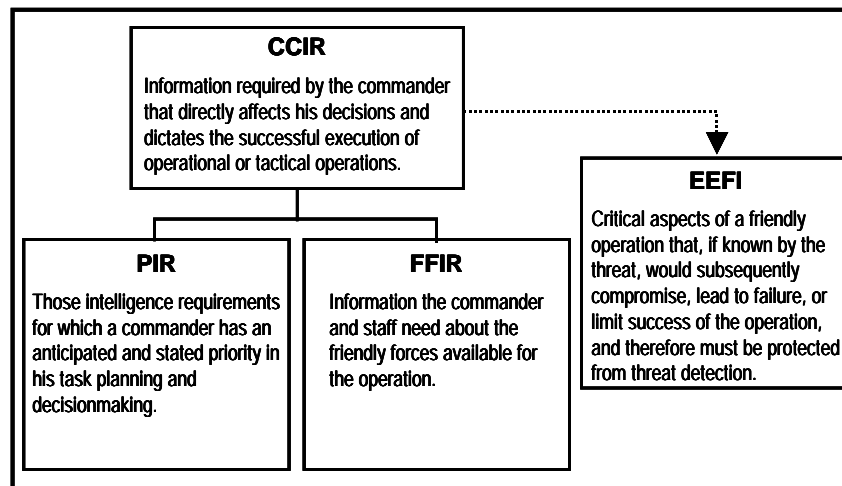 CCIR
Information required by the commander
that directly affects his decisions and
dictates the successful execution of
operational or tactical operations.
EEFI
Critical aspects of a friendly
operation that, if known by the
threat, would subsequently
compromise, lead to failure, or
limit success of the operation,
and therefore must be protected
from threat detection.
PIR
Those intelligence requirements
for which a commander has an
anticipated and stated priority in
his task planning and
decisionmaking.
FFIR
Information the commander
and staff need about the
friendly forces available for
the operation.